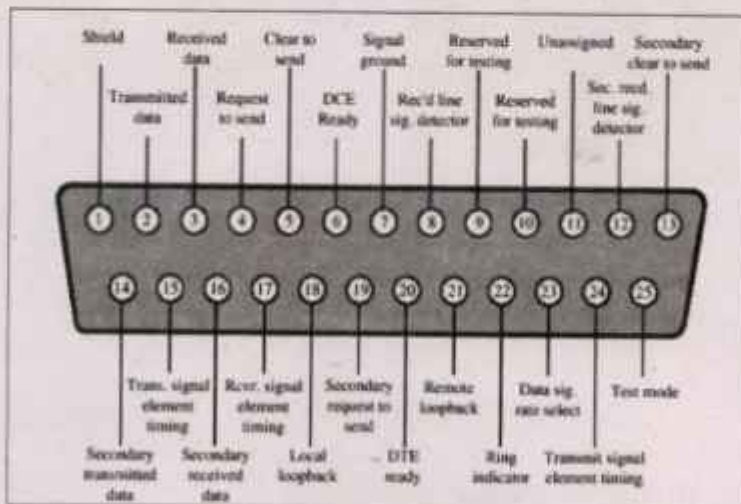 Shield
Received
data
Clear to
send
Signal
ground
Reserved
for testing
Unassigned
Secondary
clear to send
Transmitted
data
Request
to send
DCE
Ready
Rec'd line
sig. detector
Reserved
for testing
Sec. recd.
line sig.
detector
1 2 3 4 5 6 7 8 9 10 11 12 13
14 15 16 17 18 19 20 21 22 23 24 25
Trans. signal
element
timing
Rcvr. signal
element
timing
Secondary
request to
send
Remote
loopback
Data sig.
rate select
Test mode
Secondary
transmitted
data
Secondary
received
data
Local
loopback
DTE
ready
Ring
indicator
Transmit signal
element timing